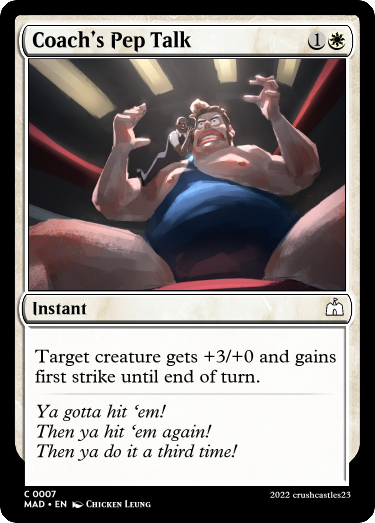 Coach's Pep Talk 1
Instant
Target creature gets +3/+0 and gains
first strike until end of turn.
Ya gotta hit ‘em!
Then ya hit ‘em again!
Then ya do it a third time!
C 0007
MAD • EN Chicken Leung
2022 crushcastles23